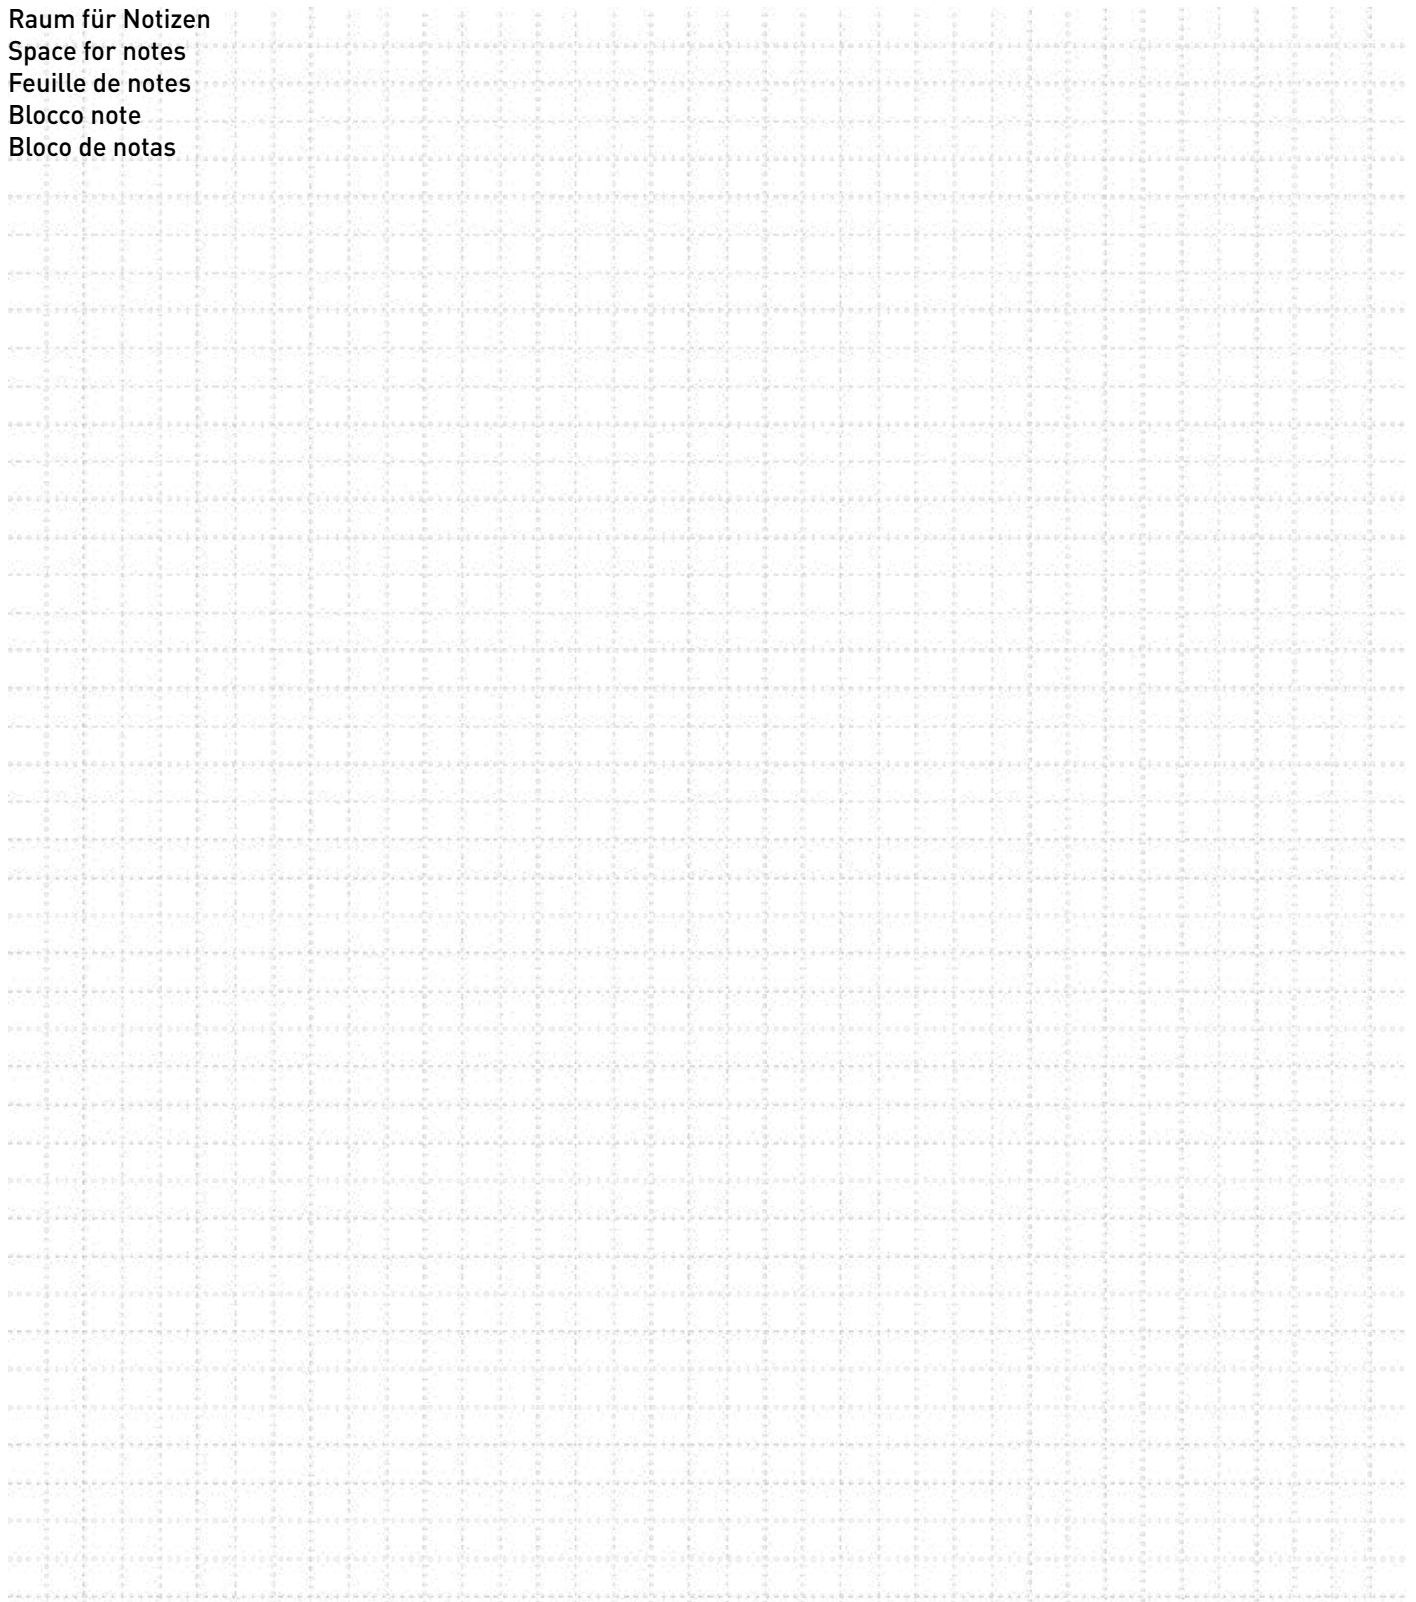 Raum für Notizen
Space for notes
Feuille de notes
Blocco note
Bloco de notas